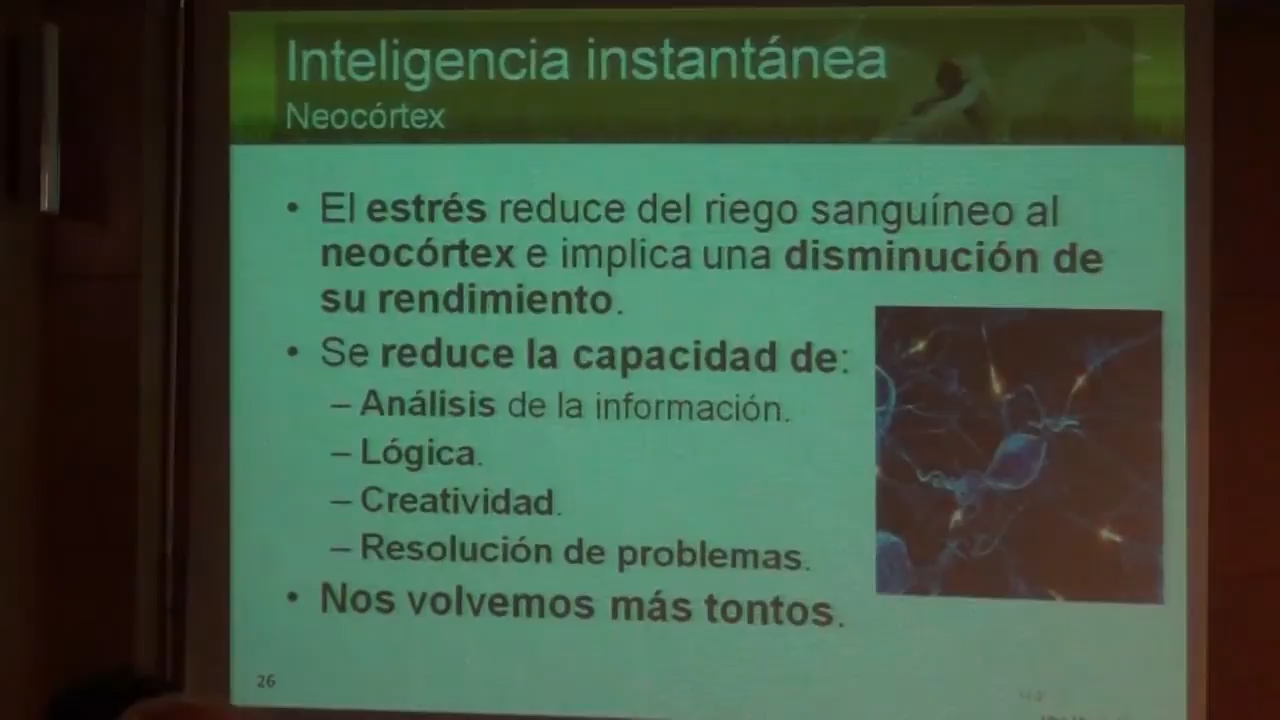 Inteligencia instantánea
Neocórtex
• El estrés reduce del riego sanguíneo al
neocórtex e implica una disminución de
su rendimiento.
• Se reduce la capacidad de:
– Análisis de la información.
– Lógica.
– Creatividad.
– Resolución de problemas.
• Nos volvemos más tontos.
26